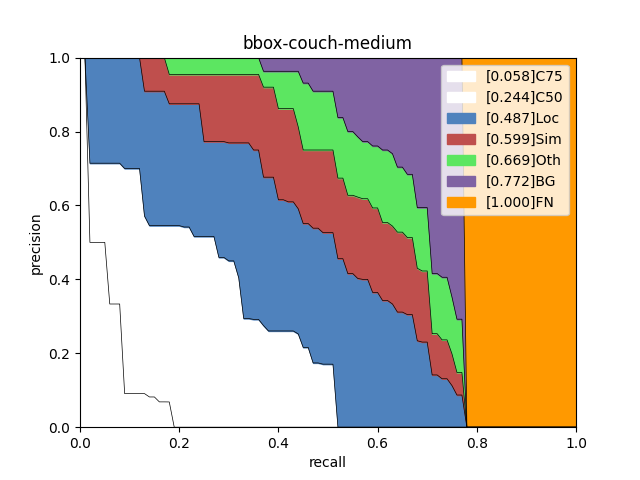 bbox-couch-medium
1.0
0.8
0.6
0.4
0.2
0.0
precision
[0.058]C75
[0.244]C50
[0.487]Loc
[0.599]Sim
[0.669]Oth
[0.772]BG
[1.000]FN
0.0 0.2 0.4 0.6 0.8 1.0
recall